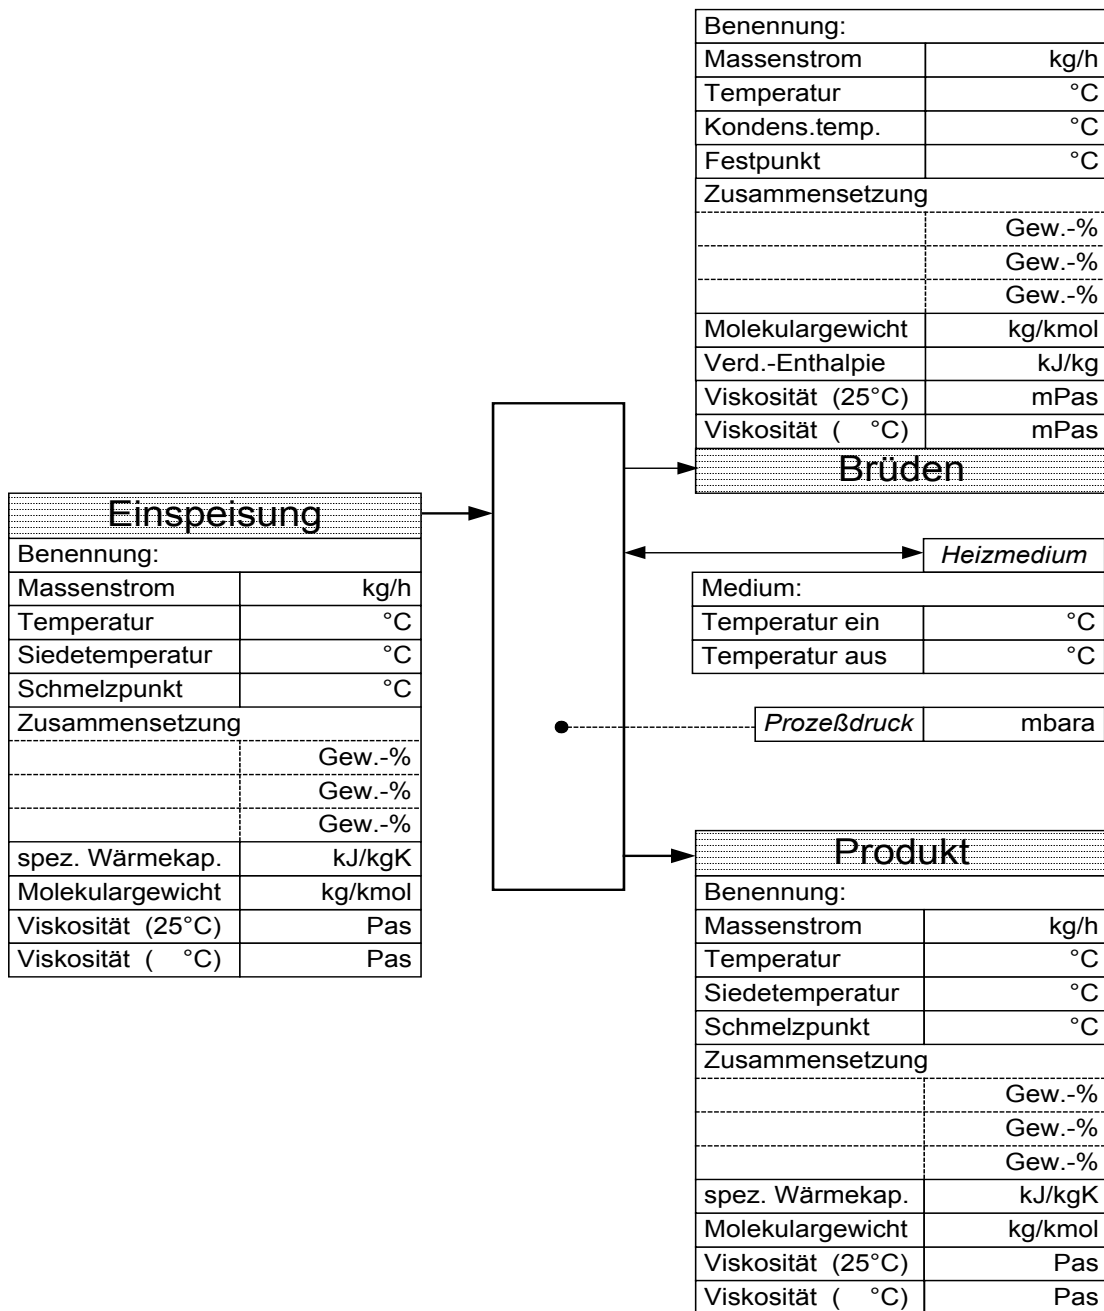 Benennung:
Massenstrom kg/h
Temperatur °C
Kondens.temp. °C
Festpunkt °C
Zusammensetzung
Gew.-%
Gew.-%
Gew.-%
Molekulargewicht kg/kmol
Verd.-Enthalpie kJ/kg
Viskosität (25°C) mPas
Viskosität ( °C) mPas
Brüden
Einspeisung
Benennung:
Massenstrom kg/h
Temperatur °C
Siedetemperatur °C
Schmelzpunkt °C
Zusammensetzung
Gew.-%
Gew.-%
Gew.-%
spez. Wärmekap. kJ/kgK
Molekulargewicht kg/kmol
Viskosität (25°C) Pas
Viskosität ( °C) Pas
Heizmedium
Medium:
Temperatur ein °C
Temperatur aus °C
Prozeßdruck mbara
Produkt
Benennung:
Massenstrom kg/h
Temperatur °C
Siedetemperatur °C
Schmelzpunkt °C
Zusammensetzung
Gew.-%
Gew.-%
Gew.-%
spez. Wärmekap. kJ/kgK
Molekulargewicht kg/kmol
Viskosität (25°C) Pas
Viskosität ( °C) Pas